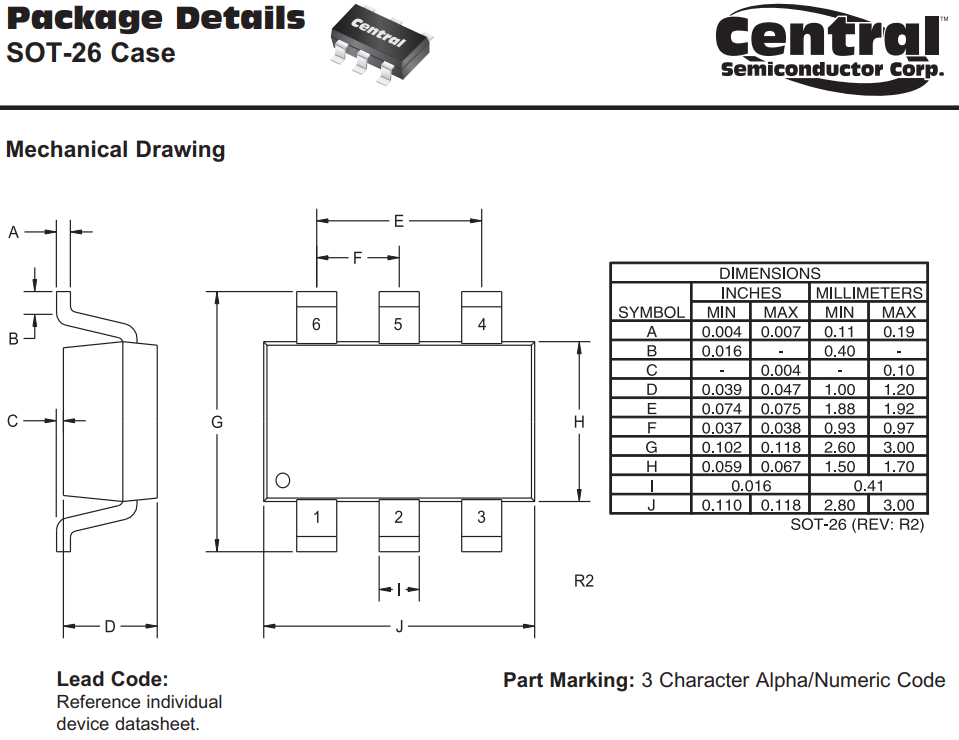 Package Details
SOT-26 Case
Central
Central™
Semiconductor Corp.
Mechanical Drawing
A
B
C
D
E
F
6 5 4
G
H
1 2 3
I
J
R2
DIMENSIONS
INCHES MILLIMETERS
SYMBOL MIN MAX MIN MAX
A 0.004 0.007 0.11 0.19
B 0.016 - 0.40 -
C - 0.004 - 0.10
D 0.039 0.047 1.00 1.20
E 0.074 0.075 1.88 1.92
F 0.037 0.038 0.93 0.97
G 0.102 0.118 2.60 3.00
H 0.059 0.067 1.50 1.70
I 0.016 0.41
J 0.110 0.118 2.80 3.00
SOT-26 (REV: R2)
Lead Code:
Reference individual
device datasheet.
Part Marking: 3 Character Alpha/Numeric Code